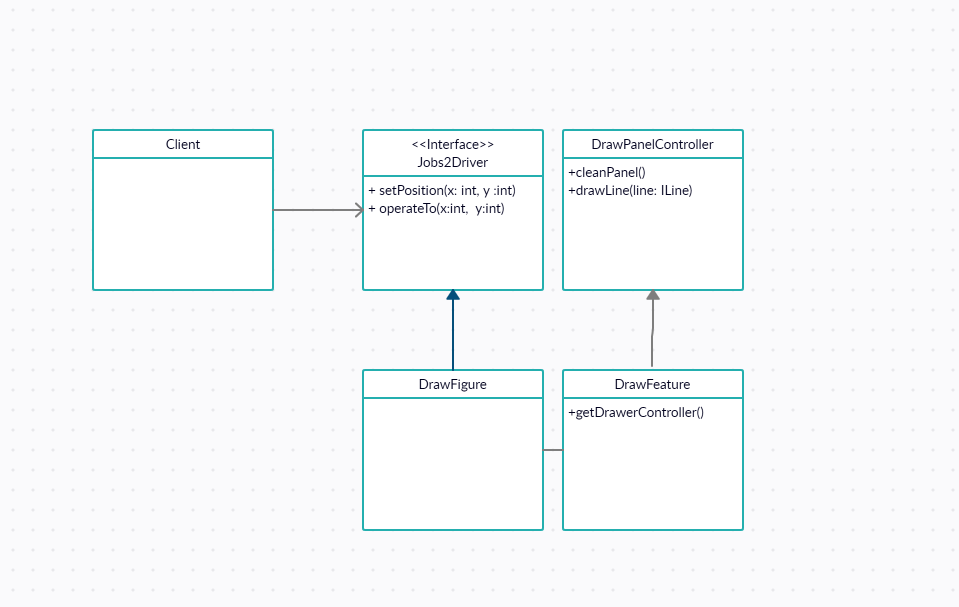 Client
<<Interface>>
Jobs2Driver
+ setPosition(x: int, y :int)
+ operateTo(x:int,  y:int)
DrawPanelController
+cleanPanel()
+drawLine(line: ILine)
DrawFigure
DrawFeature
+getDrawerController()